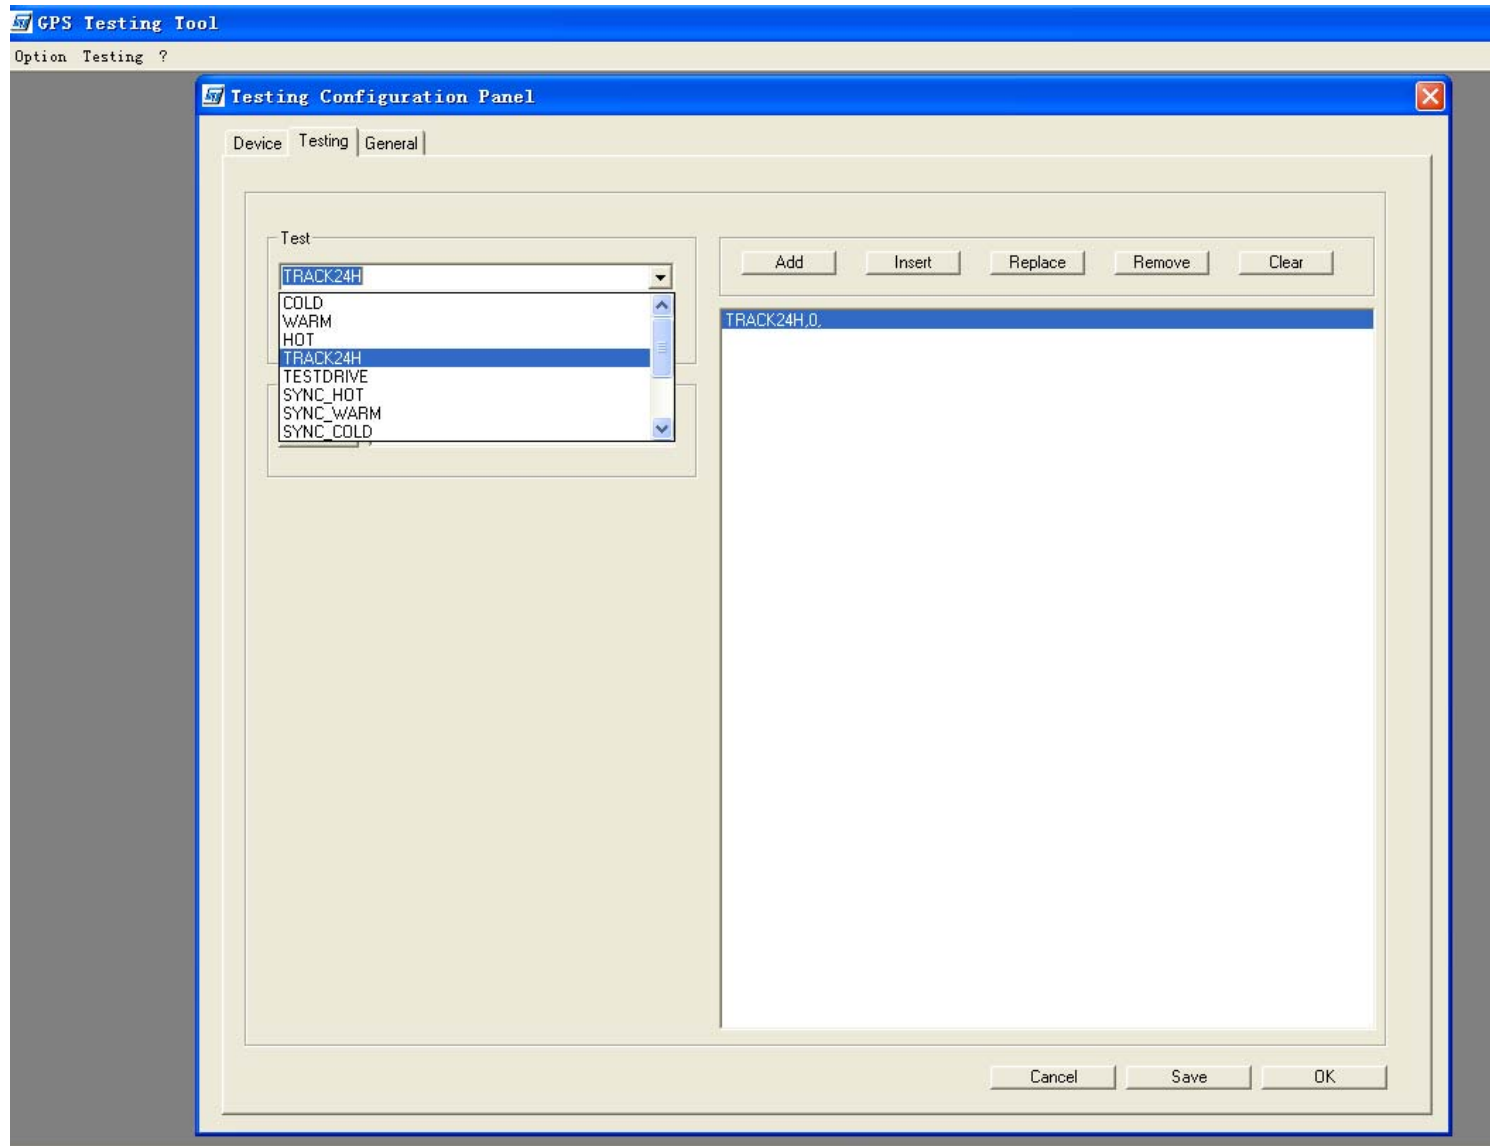 GPS Testing Tool
Option Testing ?
Testing Configuration Panel
Device Testing General
Test
TRACK24H
COLD
WARM
HOT
TRACK24H
TESTDRIVE
SYNC_HOT
SYNC_WARM
SYNC_COLD
Add Insert Replace Remove Clear
TRACK24H,0,
Cancel Save OK